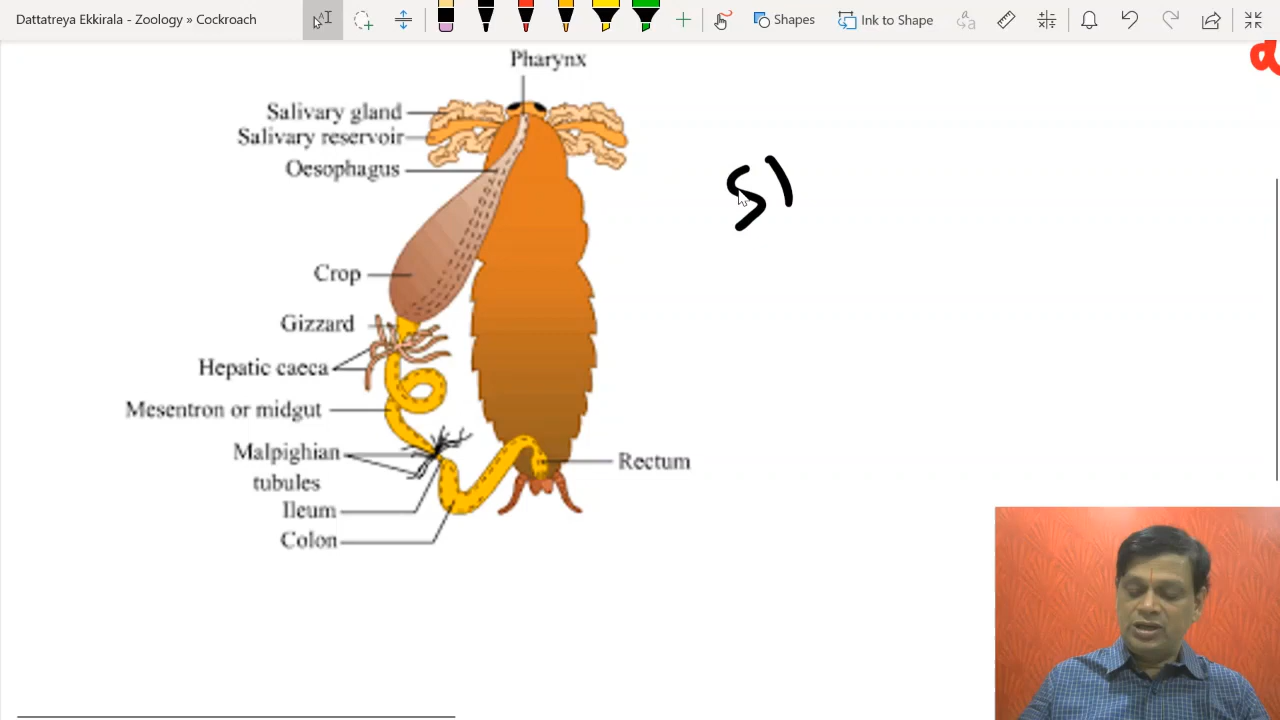 Dattatreya Ekkirala - Zoology » Cockroach
Shapes
Ink to Shape
Pharynx
Salivary gland
Salivary reservoir
Oesophagus
Crop
Gizzard
Hepatic caeca
Mesentron or midgut
Malpighian
tubules
Ileum
Colon
Rectum